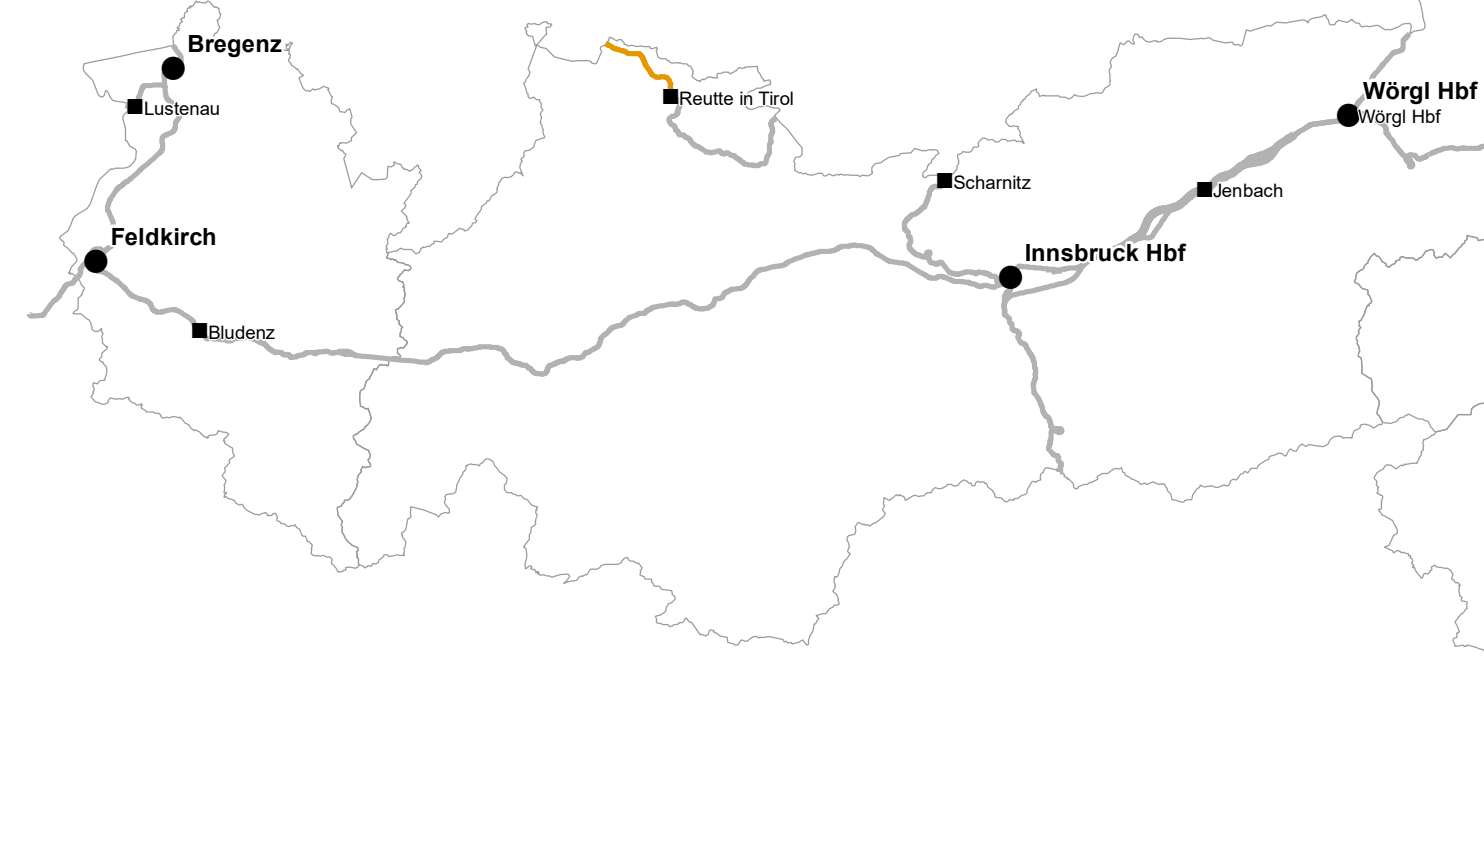 Bregenz
Lustenau
Reutte in Tirol
Wörgl Hbf
Wörgl Hbf
Scharnitz
Jenbach
Feldkirch
Innsbruck Hbf
Bludenz